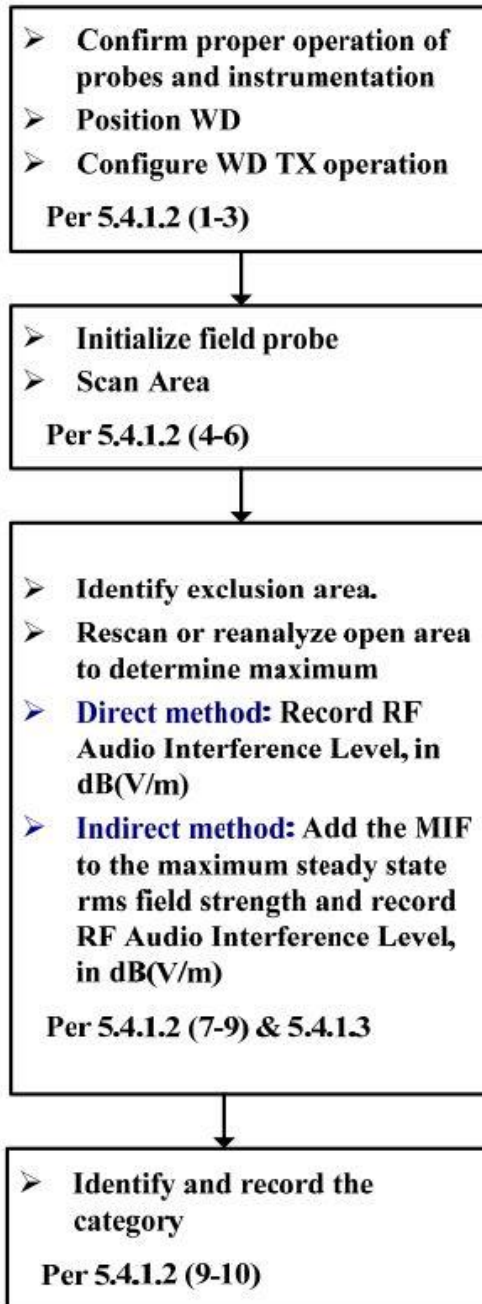 ➢ Confirm proper operation of
probes and instrumentation
➢ Position WD
➢ Configure WD TX operation
Per 5.4.1.2 (1-3)
➢ Initialize field probe
➢ Scan Area
Per 5.4.1.2 (4-6)
➢ Identify exclusion area.
➢ Rescan or reanalyze open area
to determine maximum
➢ Direct method: Record RF
Audio Interference Level, in
dB(V/m)
➢ Indirect method: Add the MIF
to the maximum steady state
rms field strength and record
RF Audio Interference Level,
in dB(V/m)
Per 5.4.1.2 (7-9) & 5.4.1.3
➢ Identify and record the
category
Per 5.4.1.2 (9-10)